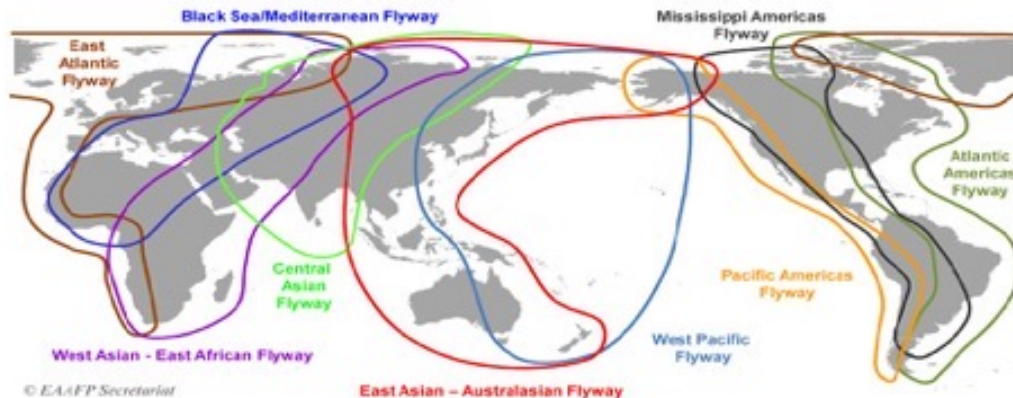 Black Sea/Mediterranean Flyway
Mississippi Americas
Flyway
East
Atlantic
Flyway
Atlantic
Americas
Flyway
Central
Asian
Flyway
Pacific Americas
Flyway
West Asian - East African Flyway
West Pacific
Flyway
© EAAFP Secretariat
East Asian – Australasian Flyway